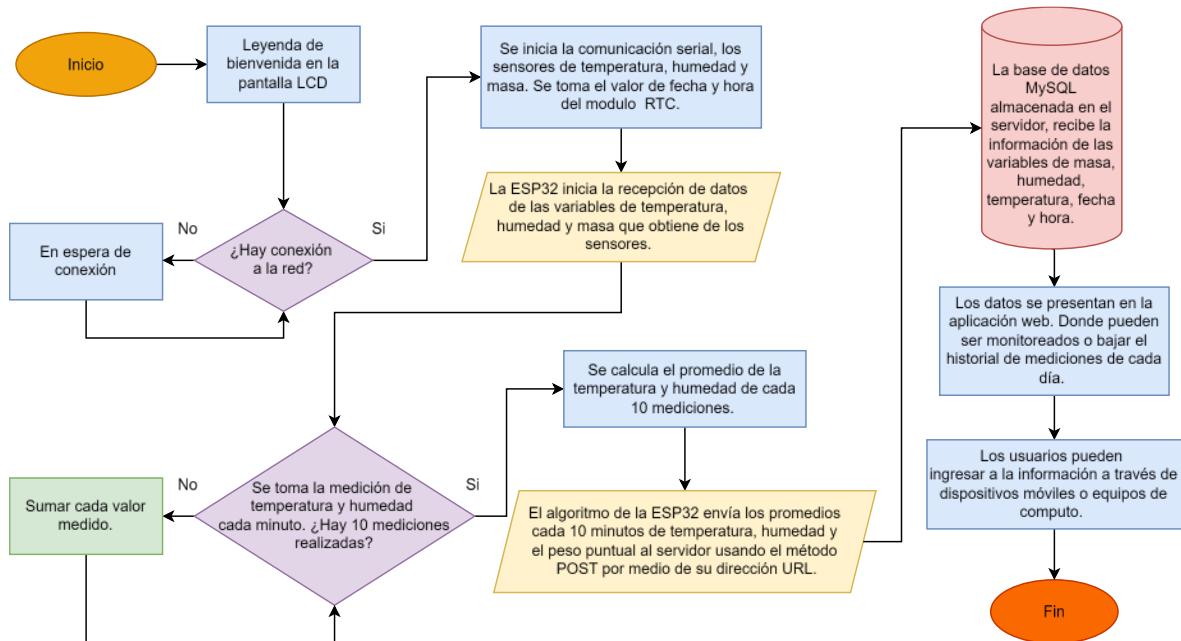 Inicio
Leyenda de
bienvenida en la
pantalla LCD
¿Hay conexión
a la red?
No
Si
En espera de
conexión
Se inicia la comunicación serial, los
sensores de temperatura, humedad y
masa. Se toma el valor de fecha y hora
del modulo RTC.
La ESP32 inicia la recepción de datos
de las variables de temperatura,
humedad y masa que obtiene de los
sensores.
Se toma la medición de
temperatura y humedad
cada minuto. ¿Hay 10 mediciones
realizadas?
No
Si
Sumar cada valor
medido.
Se calcula el promedio de la
temperatura y humedad de cada
10 mediciones.
El algoritmo de la ESP32 envía los promedios
cada 10 minutos de temperatura, humedad y
el peso puntual al servidor usando el método
POST por medio de su dirección URL.
La base de datos
MySQL
almacenada en el
servidor, recibe la
información de las
variables de masa,
humedad,
temperatura, fecha
y hora.
Los datos se presentan en la
aplicación web. Donde pueden
ser monitoreados o bajar el
historial de mediciones de cada
día.
Los usuarios pueden
ingresar a la información a través de
dispositivos móviles o equipos de
computo.
Fin